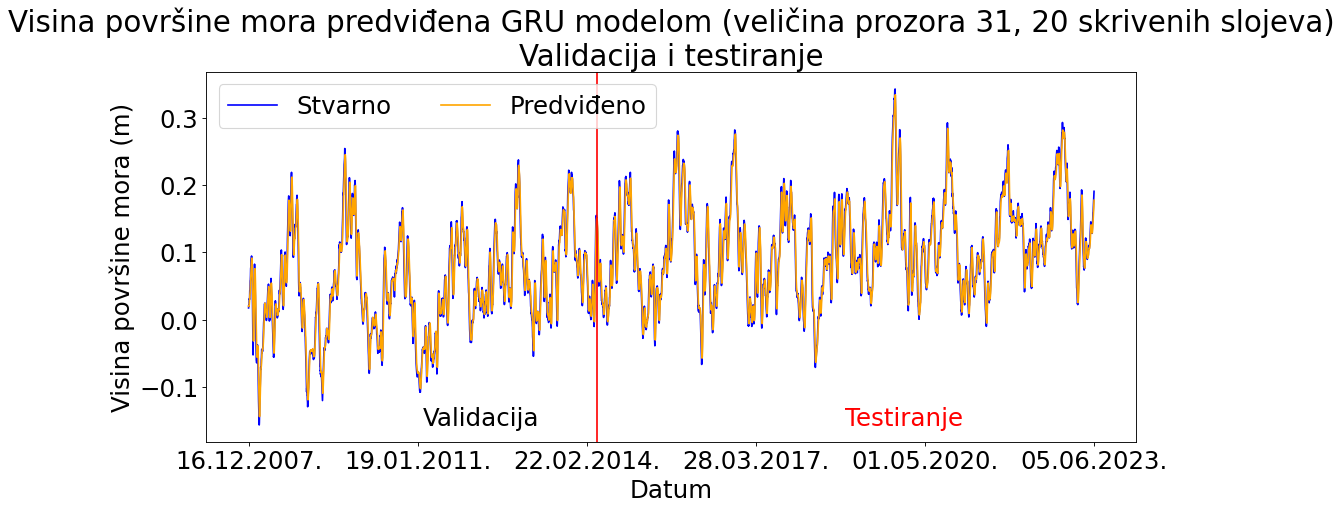 Visina površine mora predviđena GRU modelom (veličina prozora 31, 20 skrivenih slojeva)
Validacija i testiranje
Stvarno
Predviđeno
Visina površine mora (m)
0.3
0.2
0.1
0.0
−0.1
Validacija
Testiranje
16.12.2007.
19.01.2011.
22.02.2014.
28.03.2017.
01.05.2020.
05.06.2023.
Datum